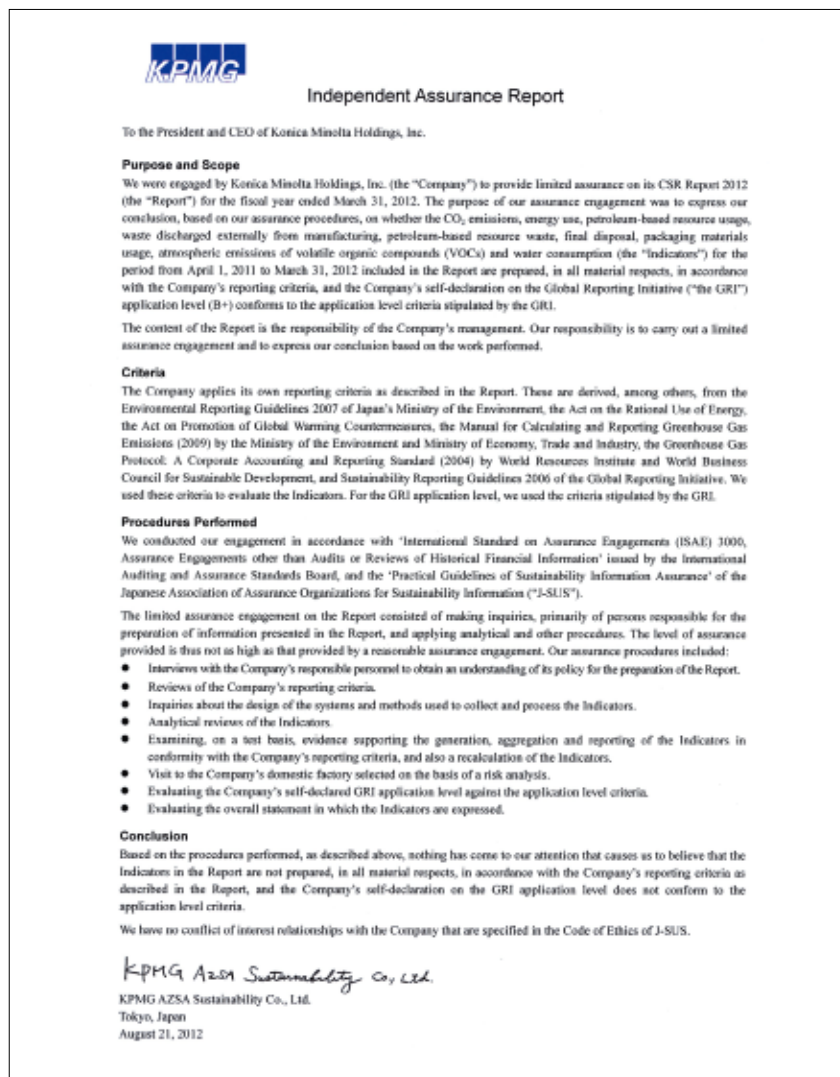 KPMG
Independent Assurance Report
To the President and CEO of Konica Minolta Holdings, Inc.
Purpose and Scope
We were engaged by Konica Minolta Holdings, Inc. (the “Company”) to provide limited assurance on its CSR Report 2012
(the “Report”) for the fiscal year ended March 31, 2012. The purpose of our assurance engagement was to express our
conclusion, based on our assurance procedures, on whether the CO₂ emissions, energy use, petroleum-based resource usage,
waste discharged externally from manufacturing, petroleum-based resource waste, final disposal, packaging materials
usage, atmospheric emissions of volatile organic compounds (VOCs) and water consumption (the “Indicators”) for the
period from April 1, 2011 to March 31, 2012 included in the Report are prepared, in all material respects, in accordance
with the Company’s reporting criteria, and the Company’s self-declaration on the Global Reporting Initiative (“the GRI”)
application level (B+) conforms to the application level criteria stipulated by the GRI.
The content of the Report is the responsibility of the Company’s management. Our responsibility is to carry out a limited
assurance engagement and to express our conclusion based on the work performed.
Criteria
The Company applies its own reporting criteria as described in the Report. These are derived, among others, from the
Environmental Reporting Guidelines 2007 of Japan’s Ministry of the Environment, the Act on the Rational Use of Energy,
the Act on Promotion of Global Warming Countermeasures, the Manual for Calculating and Reporting Greenhouse Gas
Emissions (2009) by the Ministry of the Environment and Ministry of Economy, Trade and Industry, the Greenhouse Gas
Protocol: A Corporate Accounting and Reporting Standard (2004) by World Resources Institute and World Business
Council for Sustainable Development, and Sustainability Reporting Guidelines 2006 of the Global Reporting Initiative. We
used these criteria to evaluate the Indicators. For the GRI application level, we used the criteria stipulated by the GRI.
Procedures Performed
We conducted our engagement in accordance with ‘International Standard on Assurance Engagements (ISAE) 3000,
Assurance Engagements other than Audits or Reviews of Historical Financial Information’ issued by the International
Auditing and Assurance Standards Board, and the ‘Practical Guidelines of Sustainability Information Assurance’ of the
Japanese Association of Assurance Organizations for Sustainability Information (“J-SUS”).
The limited assurance engagement on the Report consisted of making inquiries, primarily of persons responsible for the
preparation of information presented in the Report, and applying analytical and other procedures. The level of assurance
provided is thus not as high as that provided by a reasonable assurance engagement. Our assurance procedures included:
● Interviews with the Company’s responsible personnel to obtain an understanding of its policy for the preparation of the Report.
● Reviews of the Company’s reporting criteria.
● Inquiries about the design of the systems and methods used to collect and process the Indicators.
● Analytical reviews of the Indicators.
● Examining, on a test basis, evidence supporting the generation, aggregation and reporting of the Indicators in
conformity with the Company’s reporting criteria, and also a recalculation of the Indicators.
● Visit to the Company’s domestic factory selected on the basis of a risk analysis.
● Evaluating the Company’s self-declared GRI application level against the application level criteria.
● Evaluating the overall statement in which the Indicators are expressed.
Conclusion
Based on the procedures performed, as described above, nothing has come to our attention that causes us to believe that the
Indicators in the Report are not prepared, in all material respects, in accordance with the Company’s reporting criteria as
described in the Report, and the Company’s self-declaration on the GRI application level does not conform to the
application level criteria.
We have no conflict of interest relationships with the Company that are specified in the Code of Ethics of J-SUS.
KPMG AZSA Sustainability Co., Ltd.
KPMG AZSA Sustainability Co., Ltd.
Tokyo, Japan
August 21, 2012